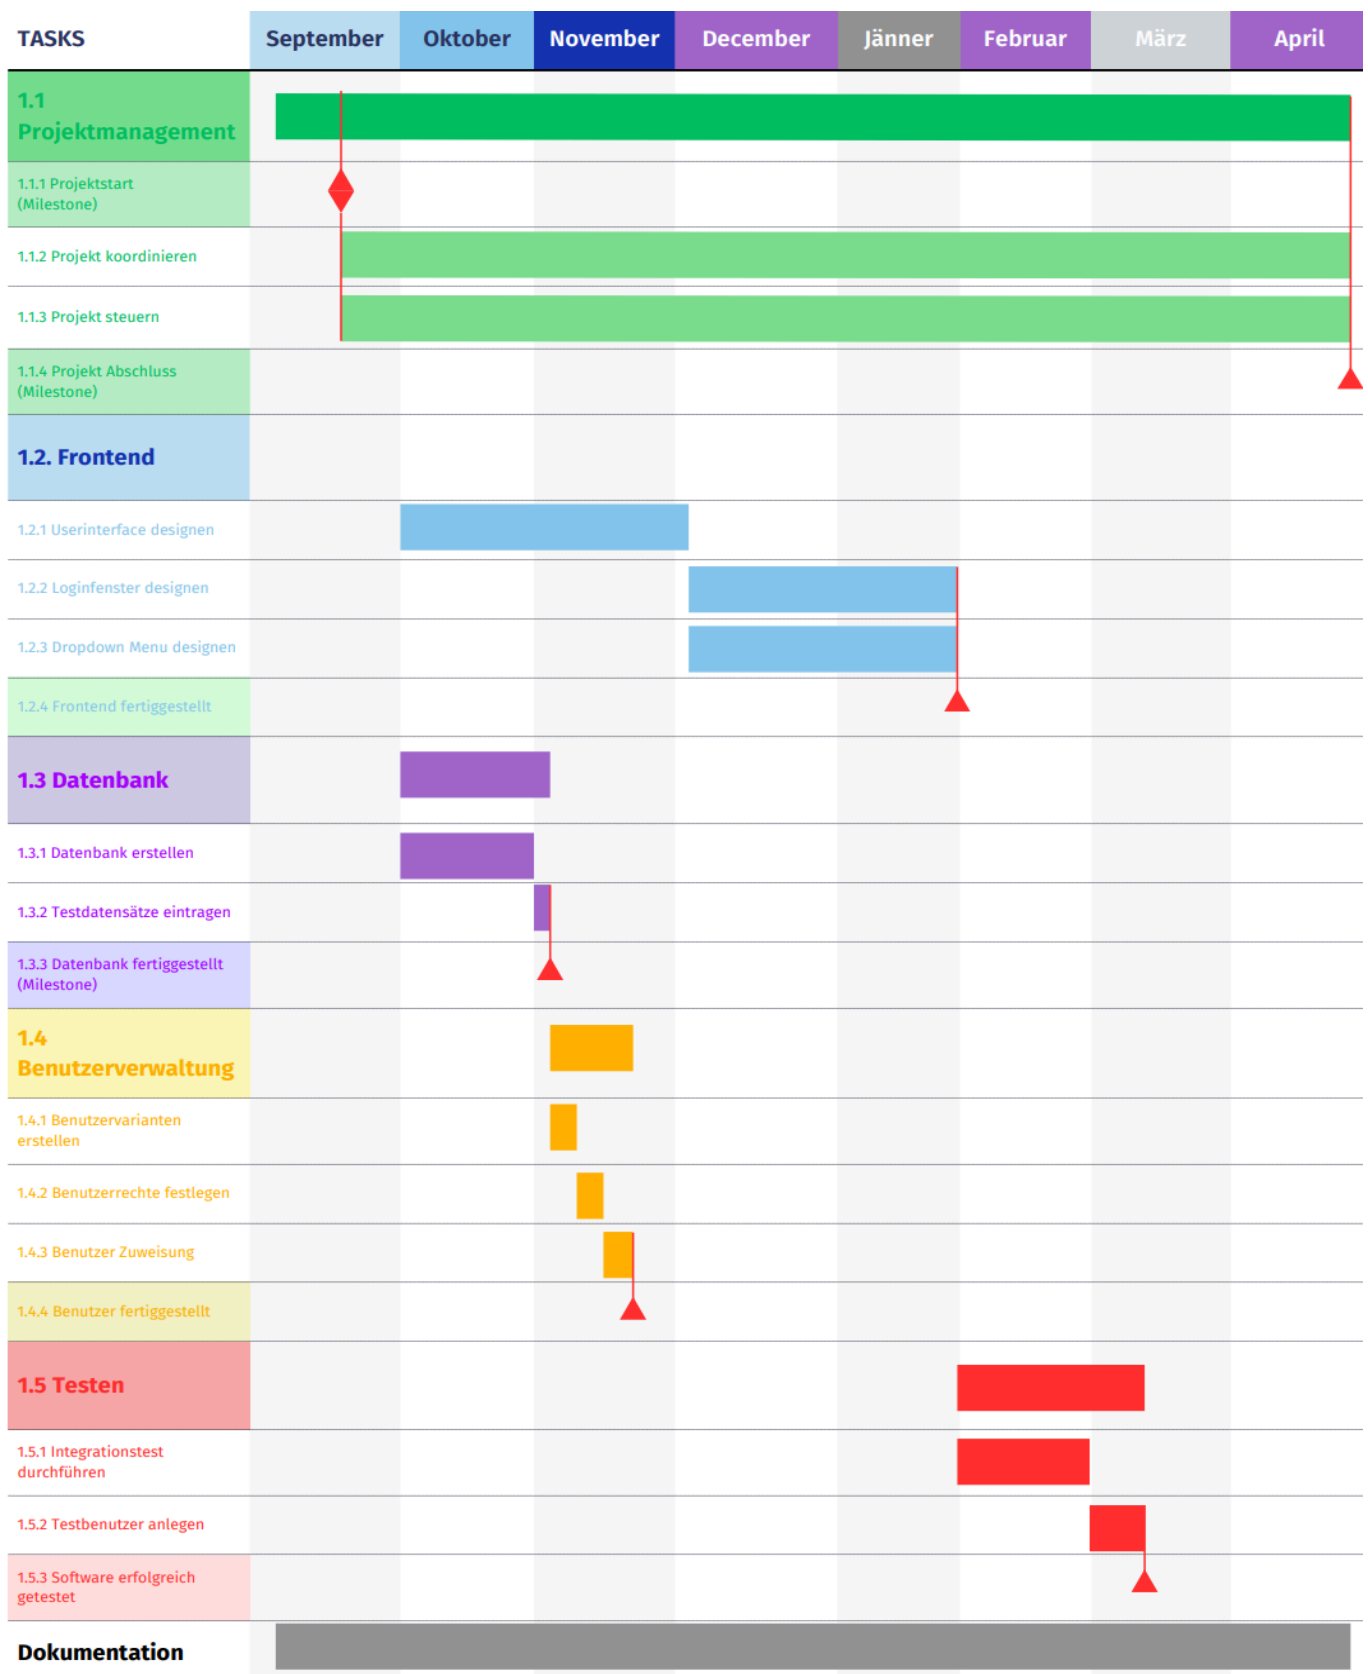 TASKS September Oktober November December Jänner Februar März April
1.1
Projektmanagement
1.1.1 Projektstart
(Milestone)
1.1.2 Projekt koordinieren
1.1.3 Projekt steuern
1.1.4 Projekt Abschluss
(Milestone)
1.2. Frontend
1.2.1 Userinterface designen
1.2.2 Loginfenster designen
1.2.3 Dropdown Menu designen
1.2.4 Frontend fertiggestellt
1.3 Datenbank
1.3.1 Datenbank erstellen
1.3.2 Testdatensätze eintragen
1.3.3 Datenbank fertiggestellt
(Milestone)
1.4
Benutzerverwaltung
1.4.1 Benutzervarianten
erstellen
1.4.2 Benutzerrechte festlegen
1.4.3 Benutzer Zuweisung
1.4.4 Benutzer fertiggestellt
1.5 Testen
1.5.1 Integrationstest
durchführen
1.5.2 Testbenutzer anlegen
1.5.3 Software erfolgreich
getestet
Dokumentation